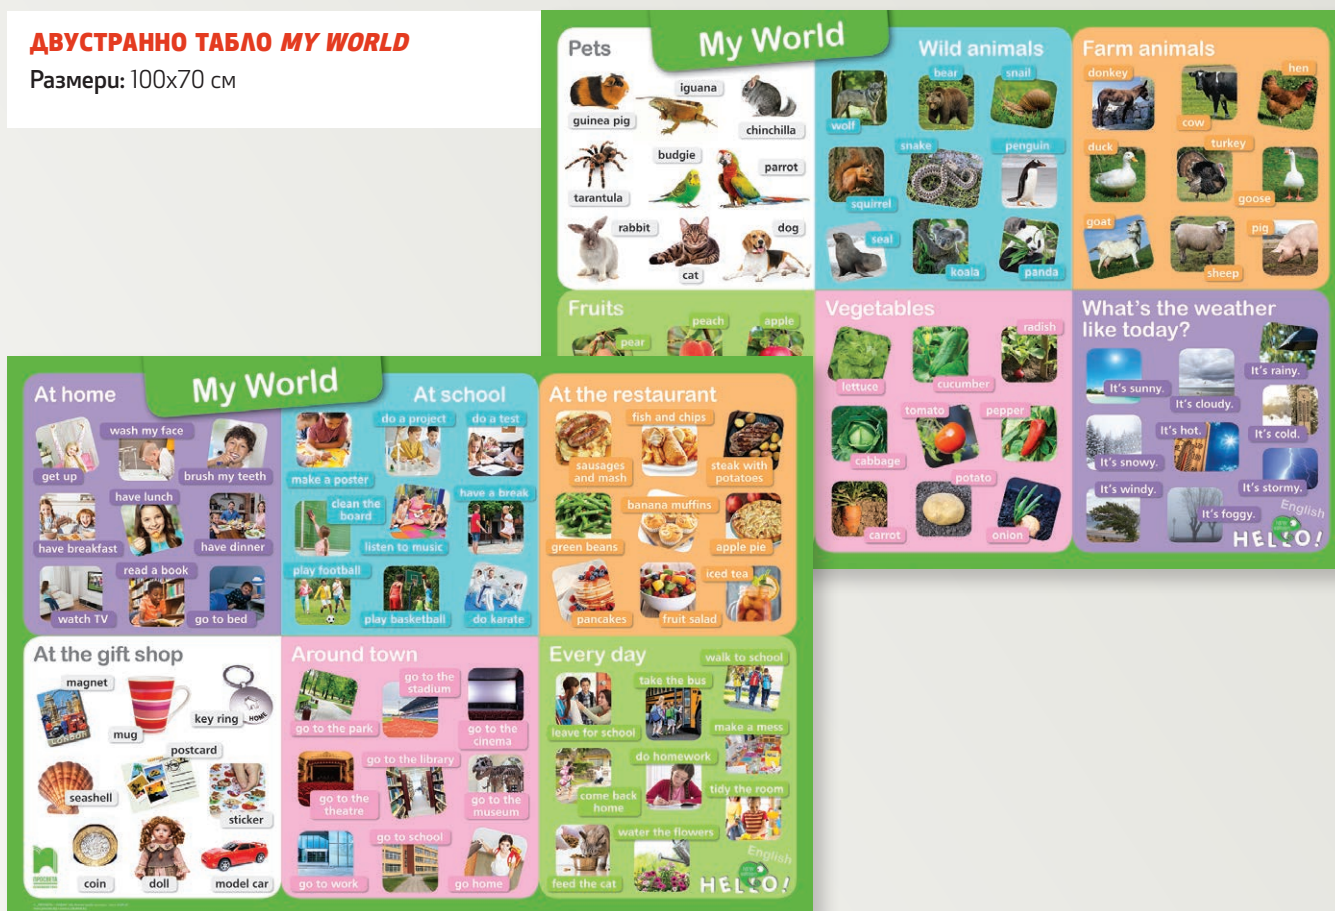 ДВУСТРАННО ТАБЛО MY WORLD
Размери: 100x70 см
My World
Pets
guinea pig
iguana
chinchilla
tarantula
budgie
parrot
rabbit
cat
dog
Wild animals
wolf
bear
snail
squirrel
snake
penguin
seal
koala
panda
Farm animals
donkey
cow
hen
duck
turkey
goose
goat
sheep
pig
Fruits
pear
peach
apple
Vegetables
lettuce
cucumber
radish
cabbage
tomato
pepper
carrot
potato
onion
What's the weather
like today?
It's sunny.
It's cloudy.
It's rainy.
It's snowy.
It's hot.
It's cold.
It's windy.
It's foggy.
It's stormy.
English
HELLO!
My World
At home
get up
wash my face
brush my teeth
have breakfast
have lunch
have dinner
watch TV
read a book
go to bed
At school
make a poster
do a project
do a test
clean the
board
listen to music
have a break
play football
play basketball
do karate
At the restaurant
sausages
and mash
fish and chips
steak with
potatoes
green beans
banana muffins
apple pie
pancakes
fruit salad
iced tea
At the gift shop
magnet
LONDON
mug
key ring
HOME
seashell
postcard
sticker
coin
doll
model car
ПРОСВЕТА
Around town
go to the park
go to the
stadium
go to the
cinema
go to the
theatre
go to the library
go to the
museum
go to work
go to school
go home
Every day
leave for school
take the bus
walk to school
come back
home
do homework
make a mess
tidy the room
feed the cat
water the flowers
English
HELLO!